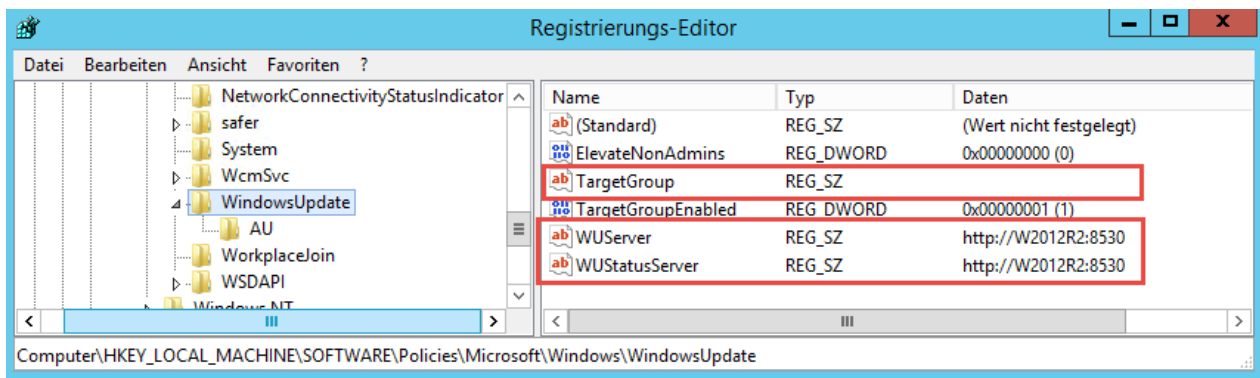 Registrierungs-Editor
Datei Bearbeiten Ansicht Favoriten ?
NetworkConnectivityStatusIndicator
safer
System
WcmSvc
WindowsUpdate
AU
WorkplaceJoin
WSDAPI
Windows NT
Name Typ Daten
(Standard) REG_SZ (Wert nicht festgelegt)
ElevateNonAdmins REG_DWORD 0x00000000 (0)
TargetGroup REG_SZ
TargetGroupEnabled REG_DWORD 0x00000001 (1)
WUServer REG_SZ http://W2012R2:8530
WUStatusServer REG_SZ http://W2012R2:8530
Computer\HKEY_LOCAL_MACHINE\SOFTWARE\Policies\Microsoft\Windows\WindowsUpdate